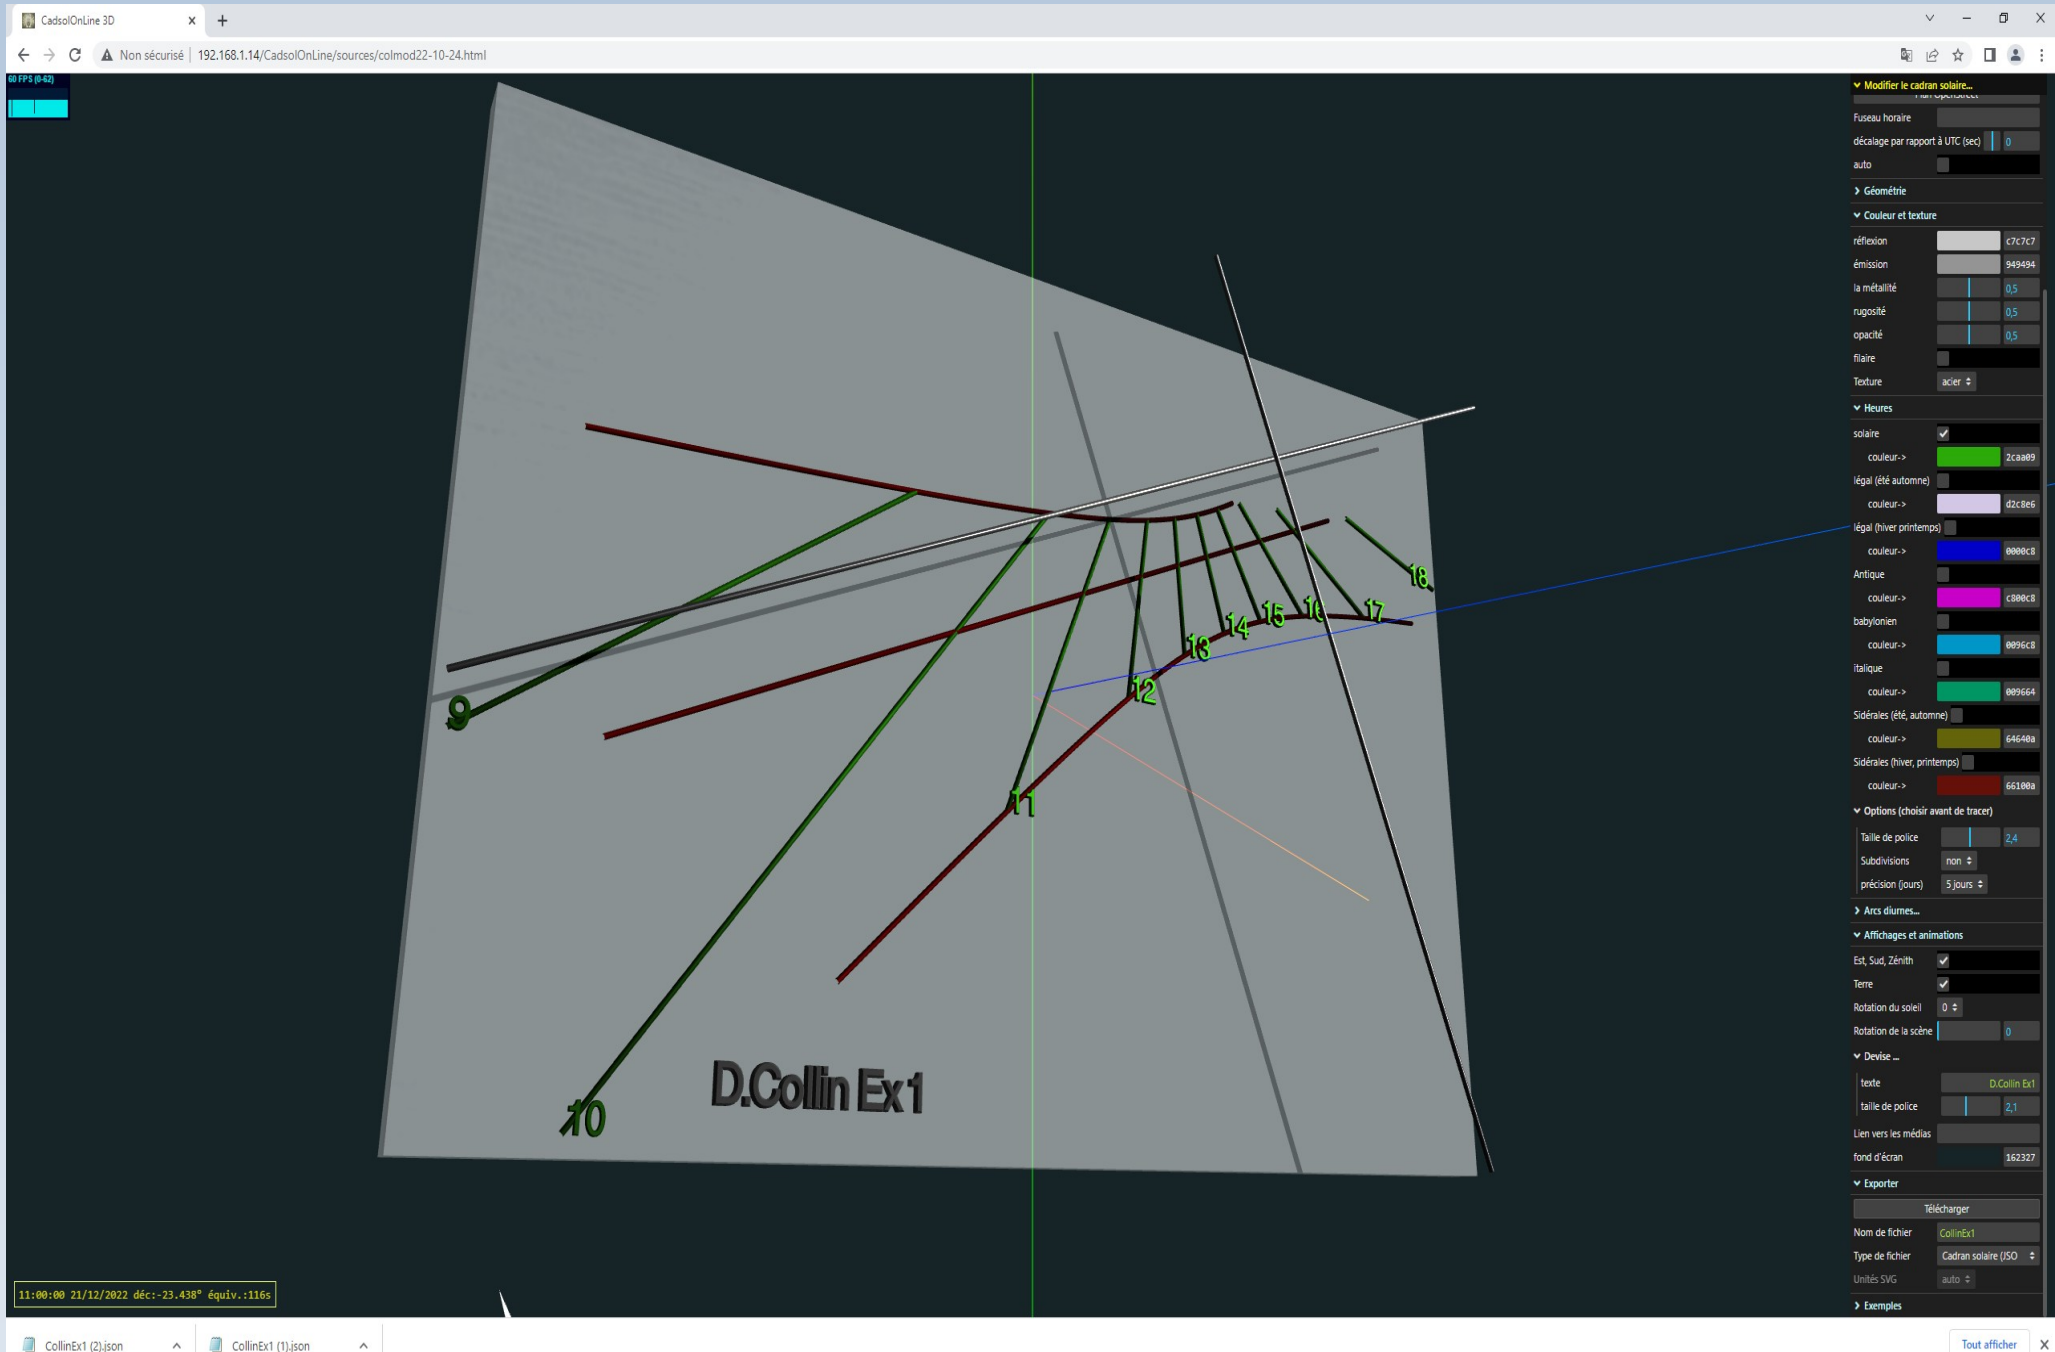 CadsolOnLine 3D
Non sécurisé 192.168.1.14/CadsolOnLine/sources/colmod22-10-24.html
60 FPS (0-62)
Modifier le cadran solaire...
Plan OpenStreet
Fuseau horaire
décalage par rapport à UTC (sec) 0
auto
Géométrie
Couleur et texture
réflexion c7c7c7
émission 949494
la métallité 0,5
rugosité 0,5
opacité 0,5
filaire
Texture acier
Heures
solaire
couleur-> 2caa09
légal (été automne)
couleur-> d2c8e6
légal (hiver printemps)
couleur-> 0000c8
Antique
couleur-> c800c8
babylonien
couleur-> 0096c8
italique
couleur-> 009664
Sidérales (été, automne)
couleur-> 64640a
Sidérales (hiver, printemps)
couleur-> 66100a
Options (choisir avant de tracer)
Taille de police 2,4
Subdivisions non
précision (jours) 5 jours
Arcs diurnes...
Affichages et animations
Est, Sud, Zénith
Terre
Rotation du soleil 0
Rotation de la scène 0
Devise ...
texte D.Collin Ex1
taille de police 2,1
Lien vers les médias
fond d'écran 162327
Exporter
Télécharger
Nom de fichier CollinEx1
Type de fichier Cadran solaire (JSO
Unités SVG auto
Exemples
9
10
11
12
13
14
15
16
17
18
D.Collin Ex1
11:00:00 21/12/2022 déc:-23.438° équiv.:116s
CollinEx1 (2).json
CollinEx1 (1).json
Tout afficher